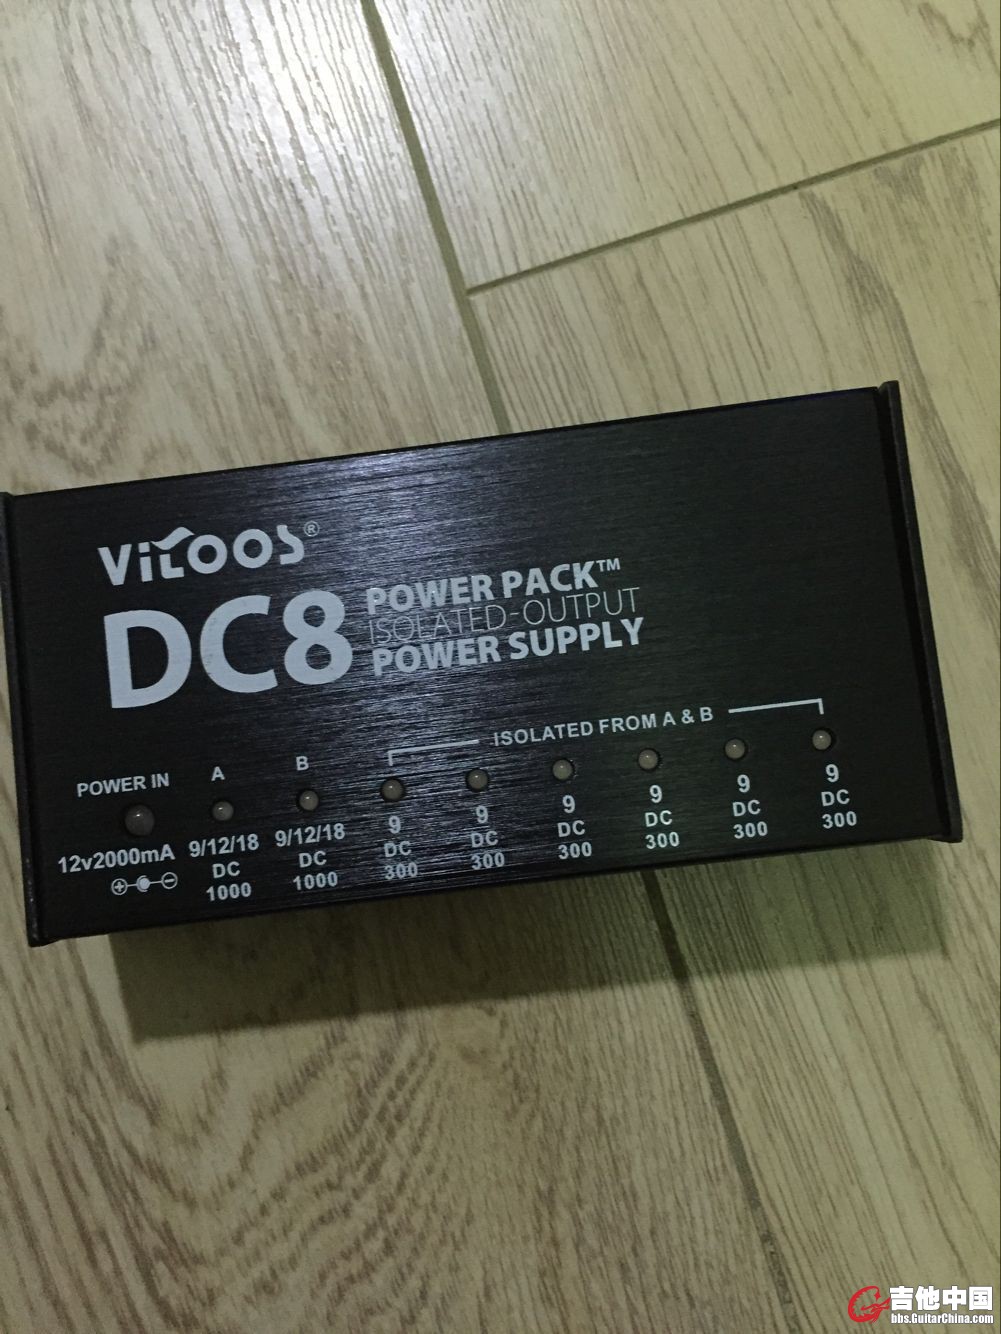 ViTOOS®
DC8
POWER PACK™
ISOLATED-OUTPUT
POWER SUPPLY
ISOLATED FROM A & B
POWER IN A B
12v2000mA 9/12/18 9/12/18 9 9 9 9 9 9
DC DC DC DC DC DC DC DC
1000 1000 300 300 300 300 300 300
吉他中国
bbs.GuitarChina.com